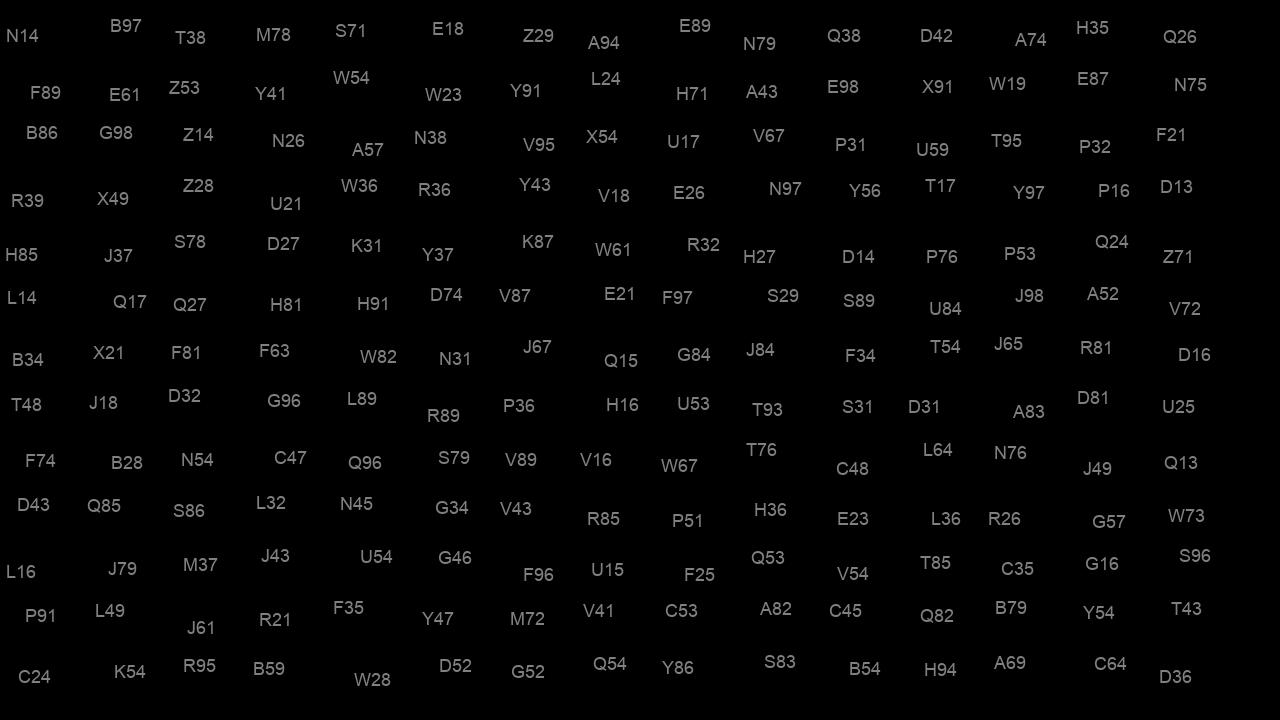 N14 B97 T38 M78 S71 E18 Z29 A94 E89 N79 Q38 D42 A74 H35 Q26
F89 E61 Z53 Y41 W54 W23 Y91 L24 H71 A43 E98 X91 W19 E87 N75
B86 G98 Z14 N26 A57 N38 V95 X54 U17 V67 P31 U59 T95 P32 F21
R39 X49 Z28 U21 W36 R36 Y43 V18 E26 N97 Y56 T17 Y97 P16 D13
H85 J37 S78 D27 K31 Y37 K87 W61 R32 H27 D14 P76 P53 Q24 Z71
L14 Q17 Q27 H81 H91 D74 V87 E21 F97 S29 S89 U84 J98 A52 V72
B34 X21 F81 F63 W82 N31 J67 Q15 G84 J84 F34 T54 J65 R81 D16
T48 J18 D32 G96 L89 R89 P36 H16 U53 T93 S31 D31 A83 D81 U25
F74 B28 N54 C47 Q96 S79 V89 V16 W67 T76 C48 L64 N76 J49 Q13
D43 Q85 S86 L32 N45 G34 V43 R85 P51 H36 E23 L36 R26 G57 W73
L16 J79 M37 J43 U54 G46 F96 U15 F25 Q53 V54 T85 C35 G16 S96
P91 L49 J61 R21 F35 Y47 M72 V41 C53 A82 C45 Q82 B79 Y54 T43
C24 K54 R95 B59 W28 D52 G52 Q54 Y86 S83 B54 H94 A69 C64 D36